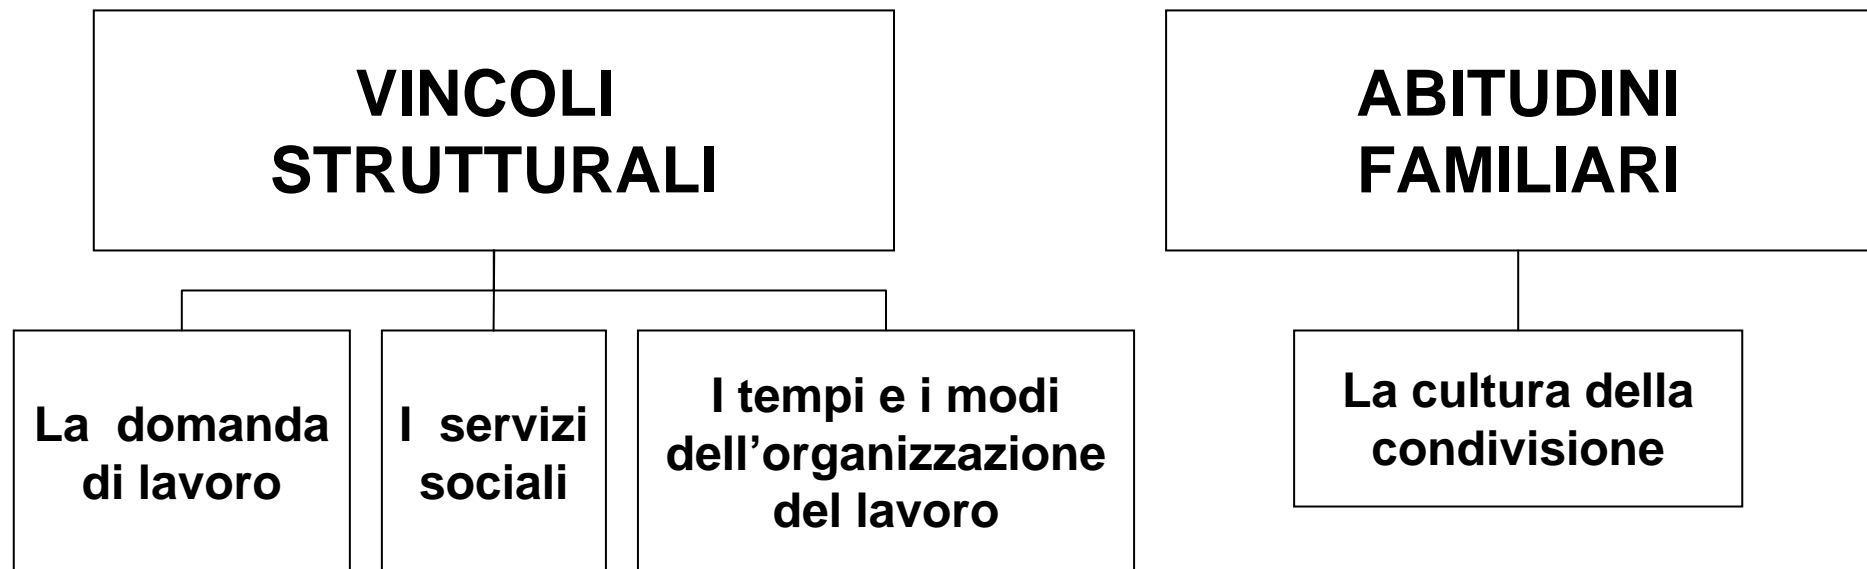 VINCOLI
STRUTTURALI
ABITUDINI
FAMILIARI
La domanda
di lavoro
I servizi
sociali
I tempi e i modi
dell’organizzazione
del lavoro
La cultura della
condivisione